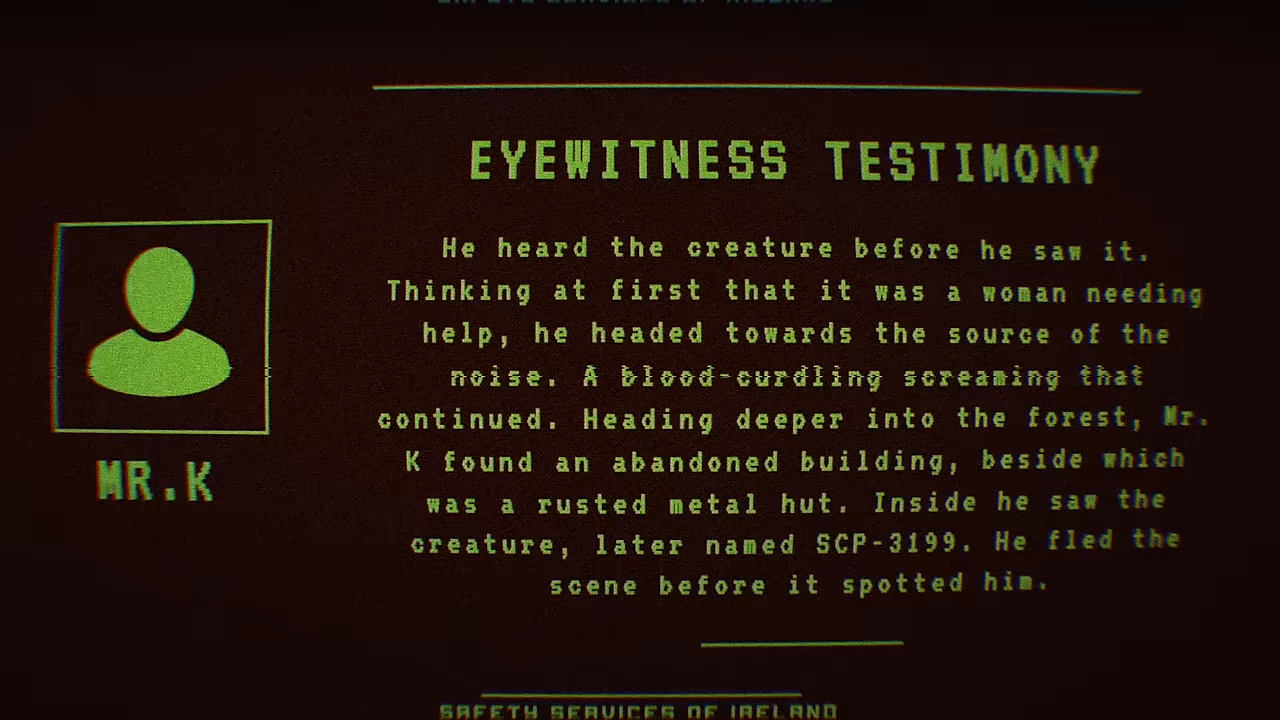 EYEWITNESS TESTIMONY
He heard the creature before he saw it.
Thinking at first that it was a woman needing
help, he headed towards the source of the
noise. A blood-curdling screaming that
continued. Heading deeper into the forest, Mr.
K found an abandoned building, beside which
was a rusted metal hut. Inside he saw the
creature, later named SCP-3199. He fled the
scene before it spotted him.
MR.K
SAFETY SERVICES OF IRELAND